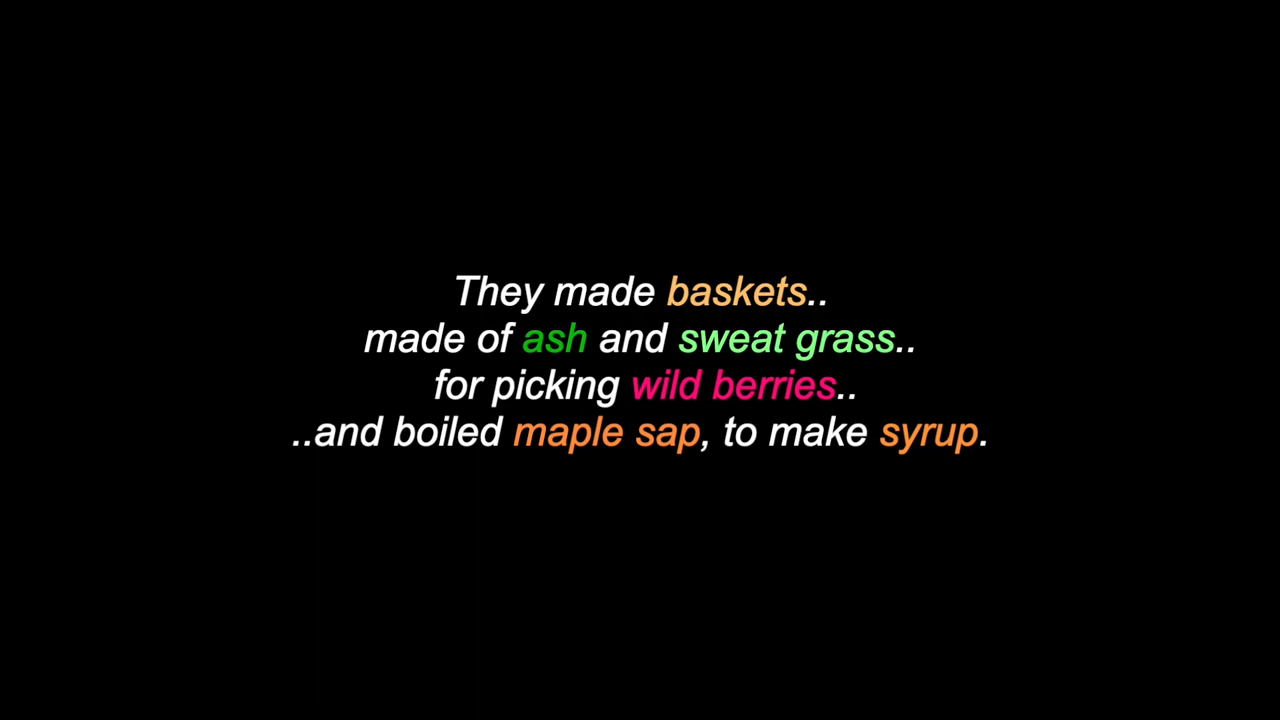 They made baskets..
made of ash and sweat grass..
for picking wild berries..
..and boiled maple sap, to make syrup.